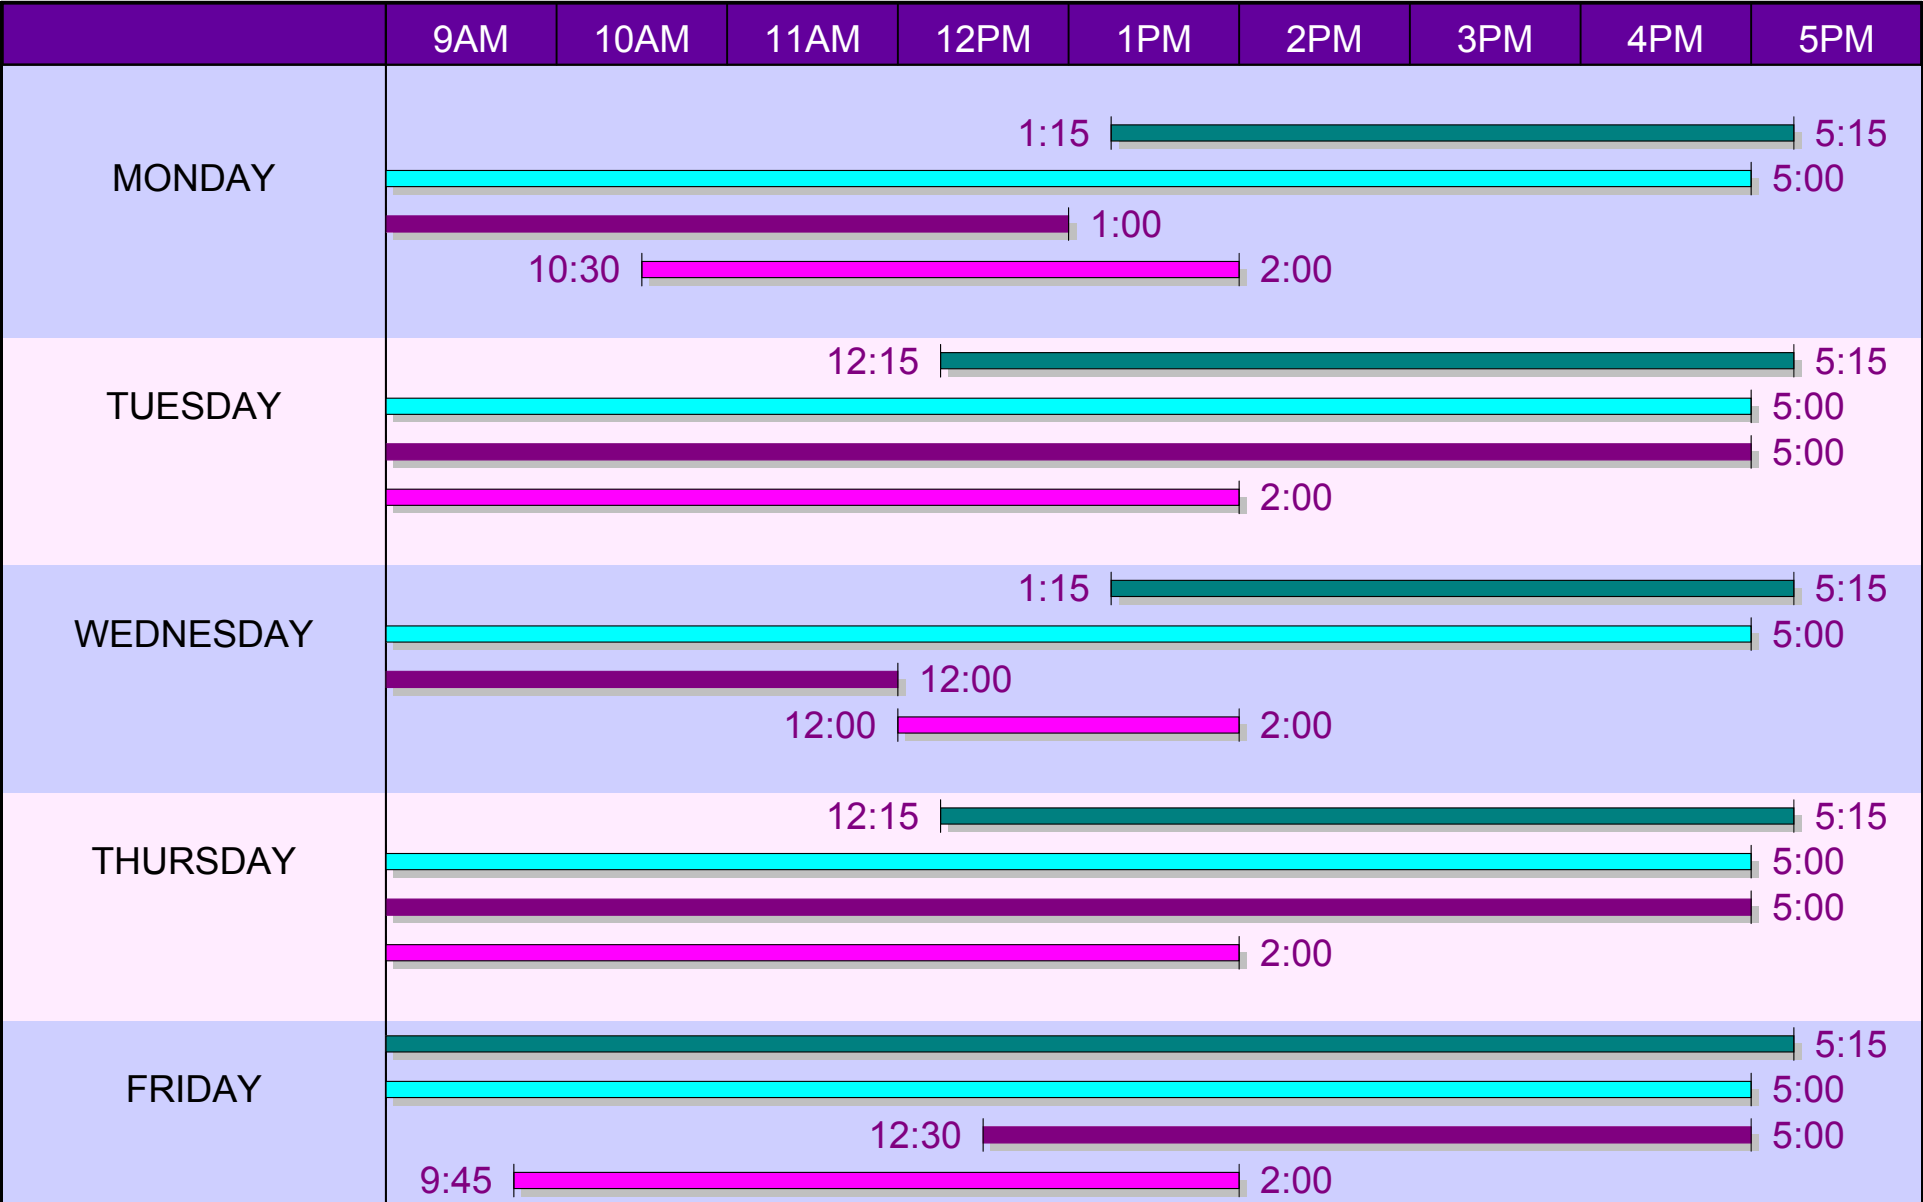 9AM 10AM 11AM 12PM 1PM 2PM 3PM 4PM 5PM
1:15 5:15
MONDAY 5:00
1:00
10:30 2:00
12:15 5:15
TUESDAY 5:00
5:00
2:00
1:15 5:15
WEDNESDAY 5:00
12:00
12:00 2:00
12:15 5:15
THURSDAY 5:00
5:00
2:00
5:15
FRIDAY 5:00
12:30 5:00
9:45 2:00